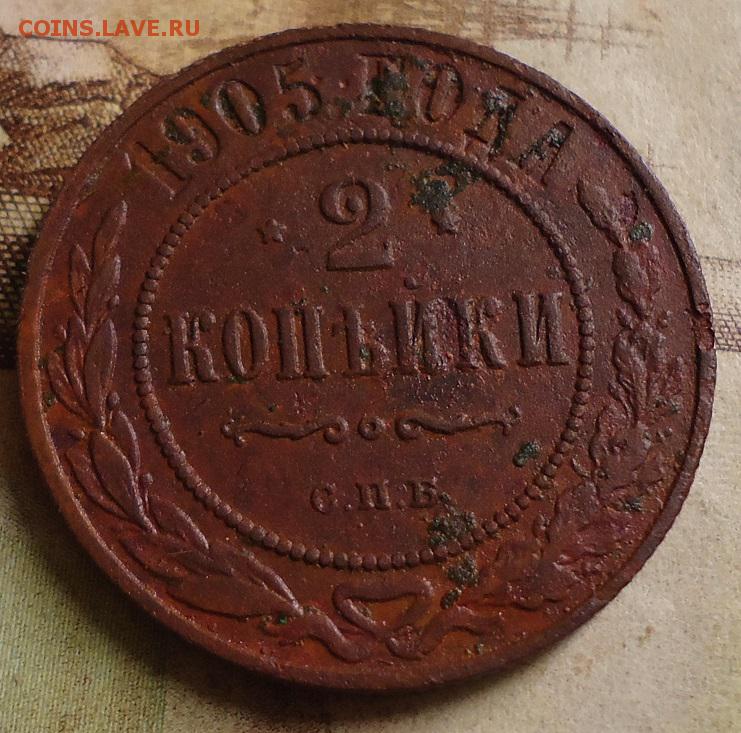 COINS.LAVE.RU
1905 ГОДА
2
КОПѢЙКИ
С.П.Б.